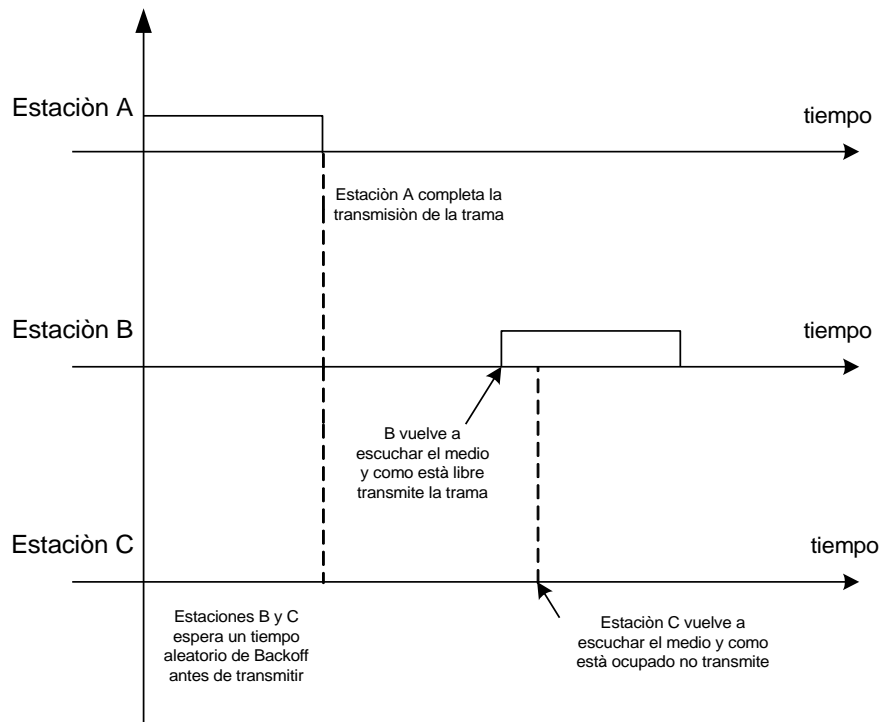 Estaciòn A
tiempo
Estaciòn A completa la
transmisiòn de la trama
Estaciòn B
tiempo
B vuelve a
escuchar el medio
y como està libre
transmite la trama
Estaciòn C
tiempo
Estaciones B y C
espera un tiempo
aleatorio de Backoff
antes de transmitir
Estaciòn C vuelve a
escuchar el medio y como
està ocupado no transmite